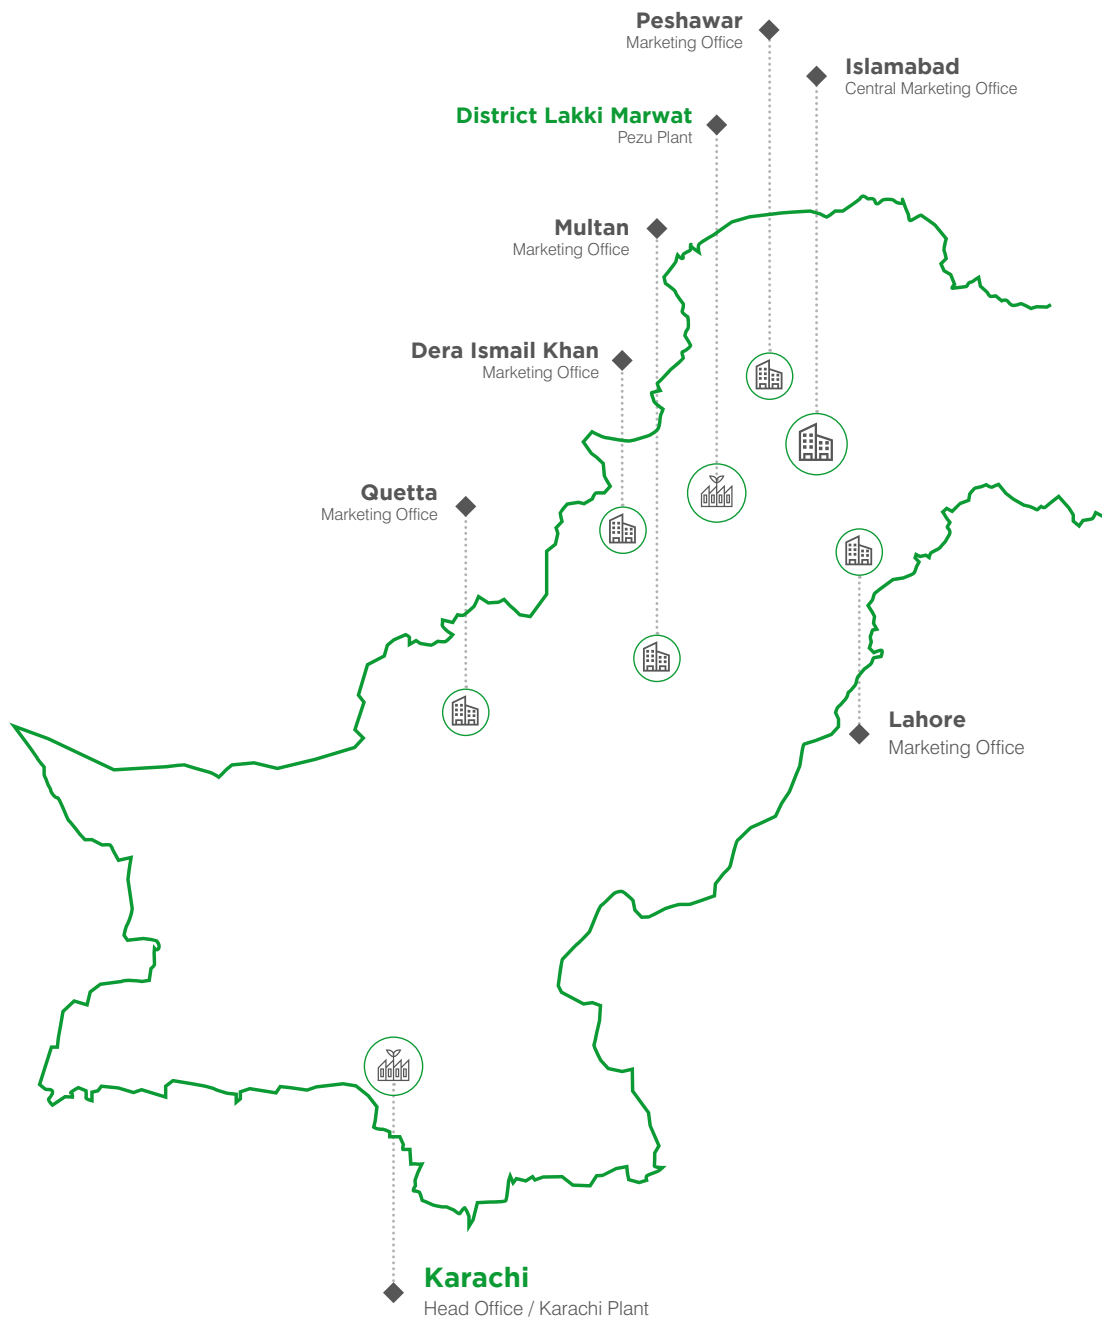 Peshawar
Marketing Office
Islamabad
Central Marketing Office
District Lakki Marwat
Pezu Plant
Multan
Marketing Office
Dera Ismail Khan
Marketing Office
Quetta
Marketing Office
Lahore
Marketing Office
Karachi
Head Office / Karachi Plant